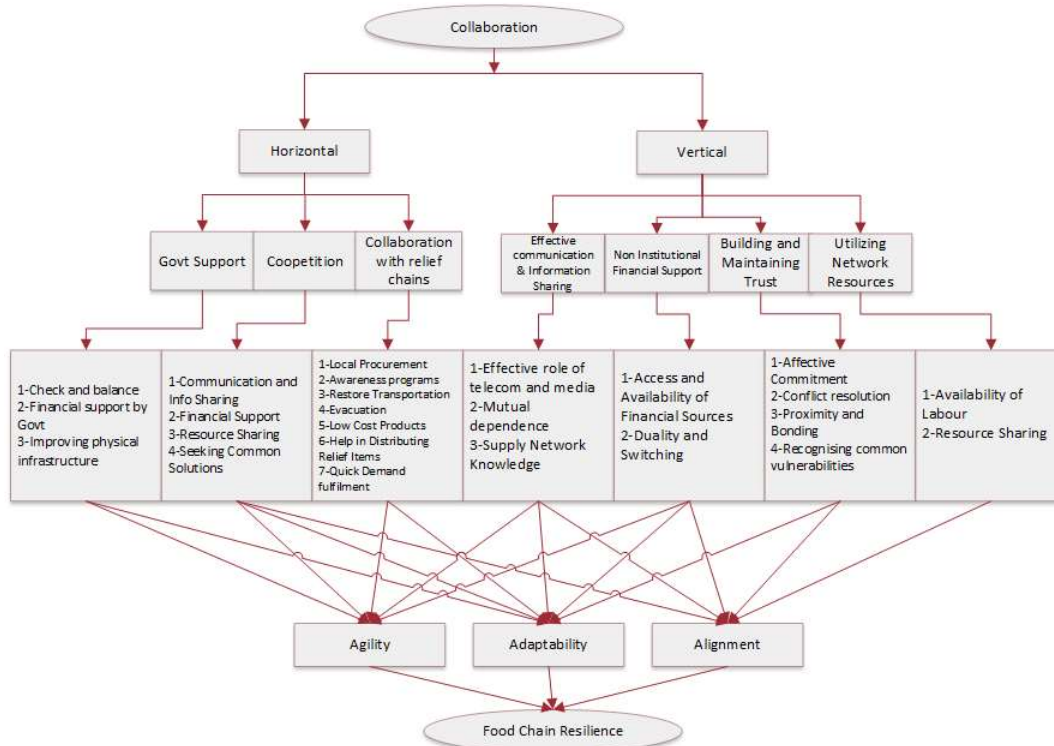 Collaboration
Horizontal
Vertical
Govt Support
Coopetition
Collaboration
with relief
chains
Effective
communication
& Information
Sharing
Non Institutional
Financial Support
Building and
Maintaining
Trust
Utilizing
Network
Resources
1-Check and balance
2-Financial support by
Govt
3-Improving physical
infrastructure
1-Communication and
Info Sharing
2-Financial Support
3-Resource Sharing
4-Seeking Common
Solutions
1-Local Procurement
2-Awareness programs
3-Restore Transportation
4-Evacuation
5-Low Cost Products
6-Help in Distributing
Relief Items
7-Quick Demand
fulfilment
1-Effective role of
telecom and media
2-Mutual
dependence
3-Supply Network
Knowledge
1-Access and
Availability of
Financial Sources
2-Duality and
Switching
1-Affective
Commitment
2-Conflict resolution
3-Proximity and
Bonding
4-Recognising common
vulnerabilities
1-Availability of
Labour
2-Resource Sharing
Agility
Adaptability
Alignment
Food Chain Resilience